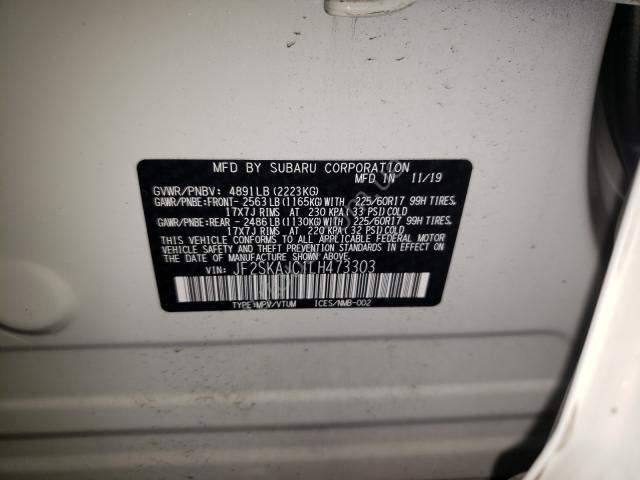 MFD BY SUBARU CORPORATION
MFD IN 11/19
GVWR/PNBV: 4891LB(2223KG)
GAWR/PNBE:FRONT- 2563LB(1165KG)WITH 225/60R17 99H TIRES,
17X7J RIMS AT 230 KPA(33 PSI)COLD
GAWR/PNBE:REAR - 2486LB(1130KG)WITH 225/60R17 99H TIRES,
17X7J RIMS AT 220 KPA(32 PSI)COLD
THIS VEHICLE CONFORMS TO ALL APPLICABLE FEDERAL MOTOR
VEHICLE SAFETY AND THEFT PREVENTION STANDARDS IN EFFECT
ON THE DATE OF MANUFACTURE SHOWN ABOVE.
VIN: JF2SKAJC1LH473303
TYPE:MPV/VTUM ICES/NMB-002